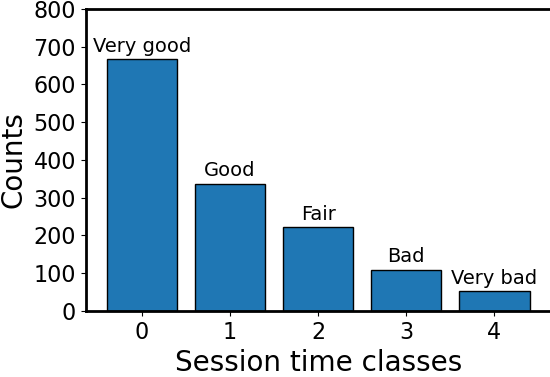 800
700
600
500
400
300
200
100
0
Counts
Very good
Good
Fair
Bad
Very bad
0 1 2 3 4
Session time classes